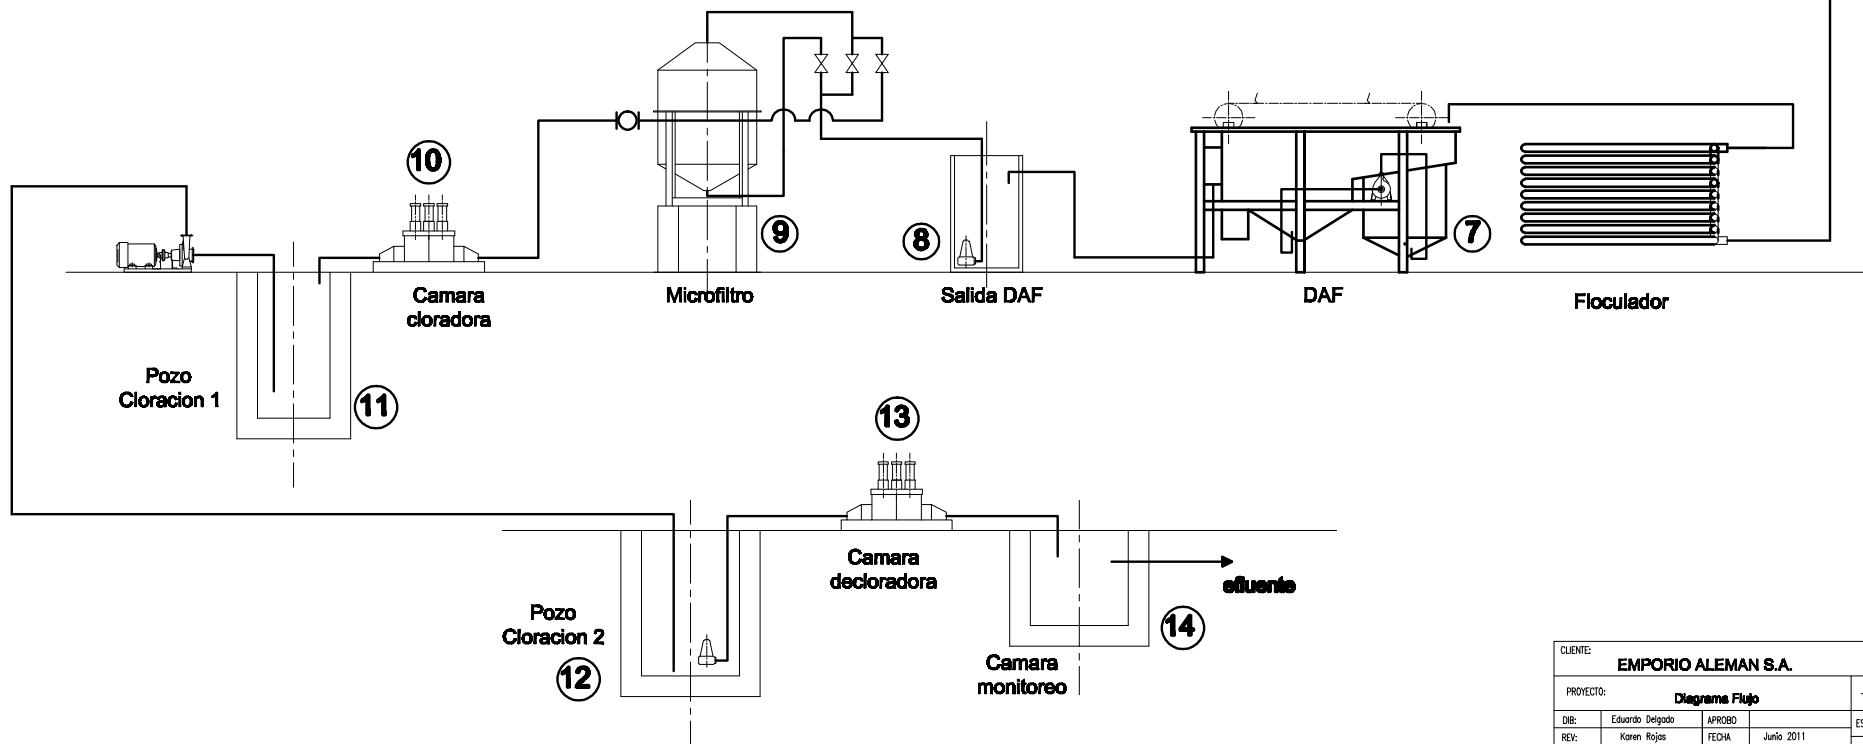 10
9
8
7
Camara
cloradora
Microfiltro
Salida DAF
DAF
Floculador
Pozo
Cloracion 1
11
13
Camara
decloradora
efluente
Pozo
Cloracion 2
12
14
Camara
monitoreo
CLIENTE:
EMPORIO ALEMAN S.A.
PROYECTO:
Diagrama Flujo
DIB: Eduardo Delgado APROBO
REV: Karen Rojas FECHA Junio 2011